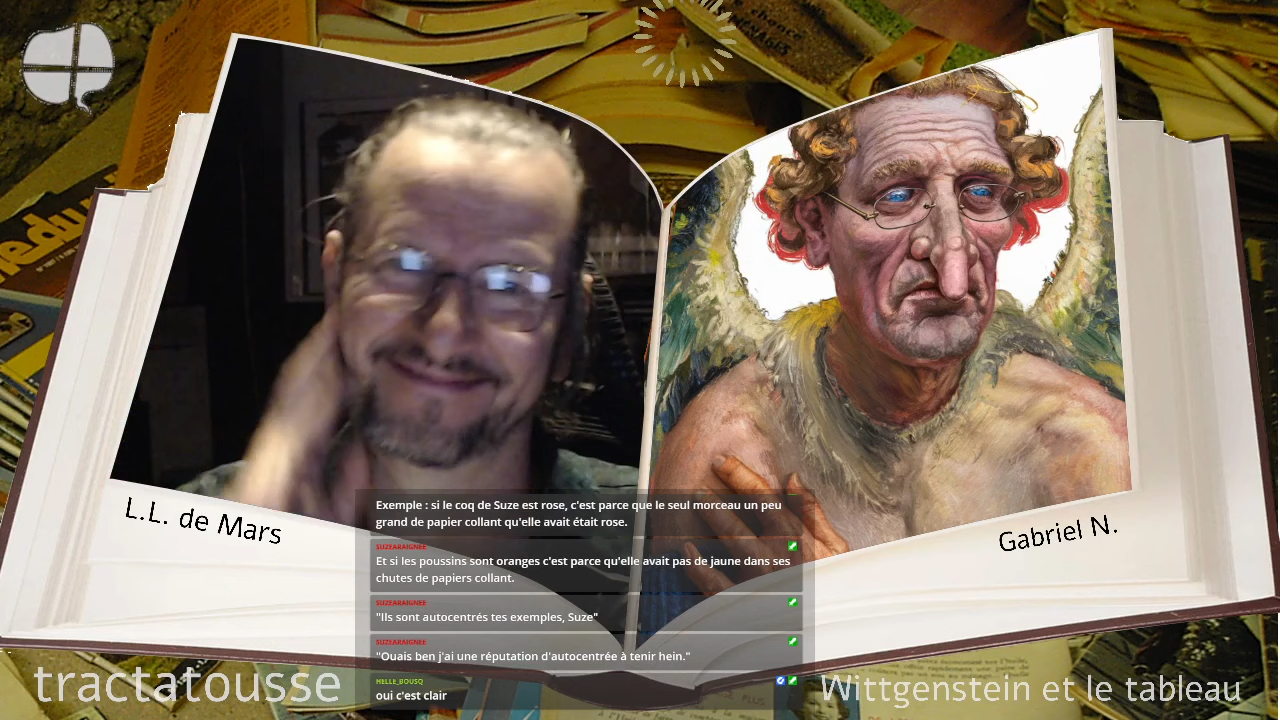 chance
VENDAGES
L.L. de Mars
Gabriel N.
Exemple : si le coq de Suze est rose, c'est parce que le seul morceau un peu
grand de papier collant qu'elle avait était rose.
SUZEARAIGNEE
Et si les poussins sont oranges c'est parce qu'elle avait pas de jaune dans ses
chutes de papiers collant.
SUZEARAIGNEE
"Ils sont autocentrés tes exemples, Suze"
SUZEARAIGNEE
"Ouais ben j'ai une réputation d'autocentrée à tenir hein."
HELLE_BOUSQ
oui c'est clair
tractatousse
Wittgenstein et le tableau